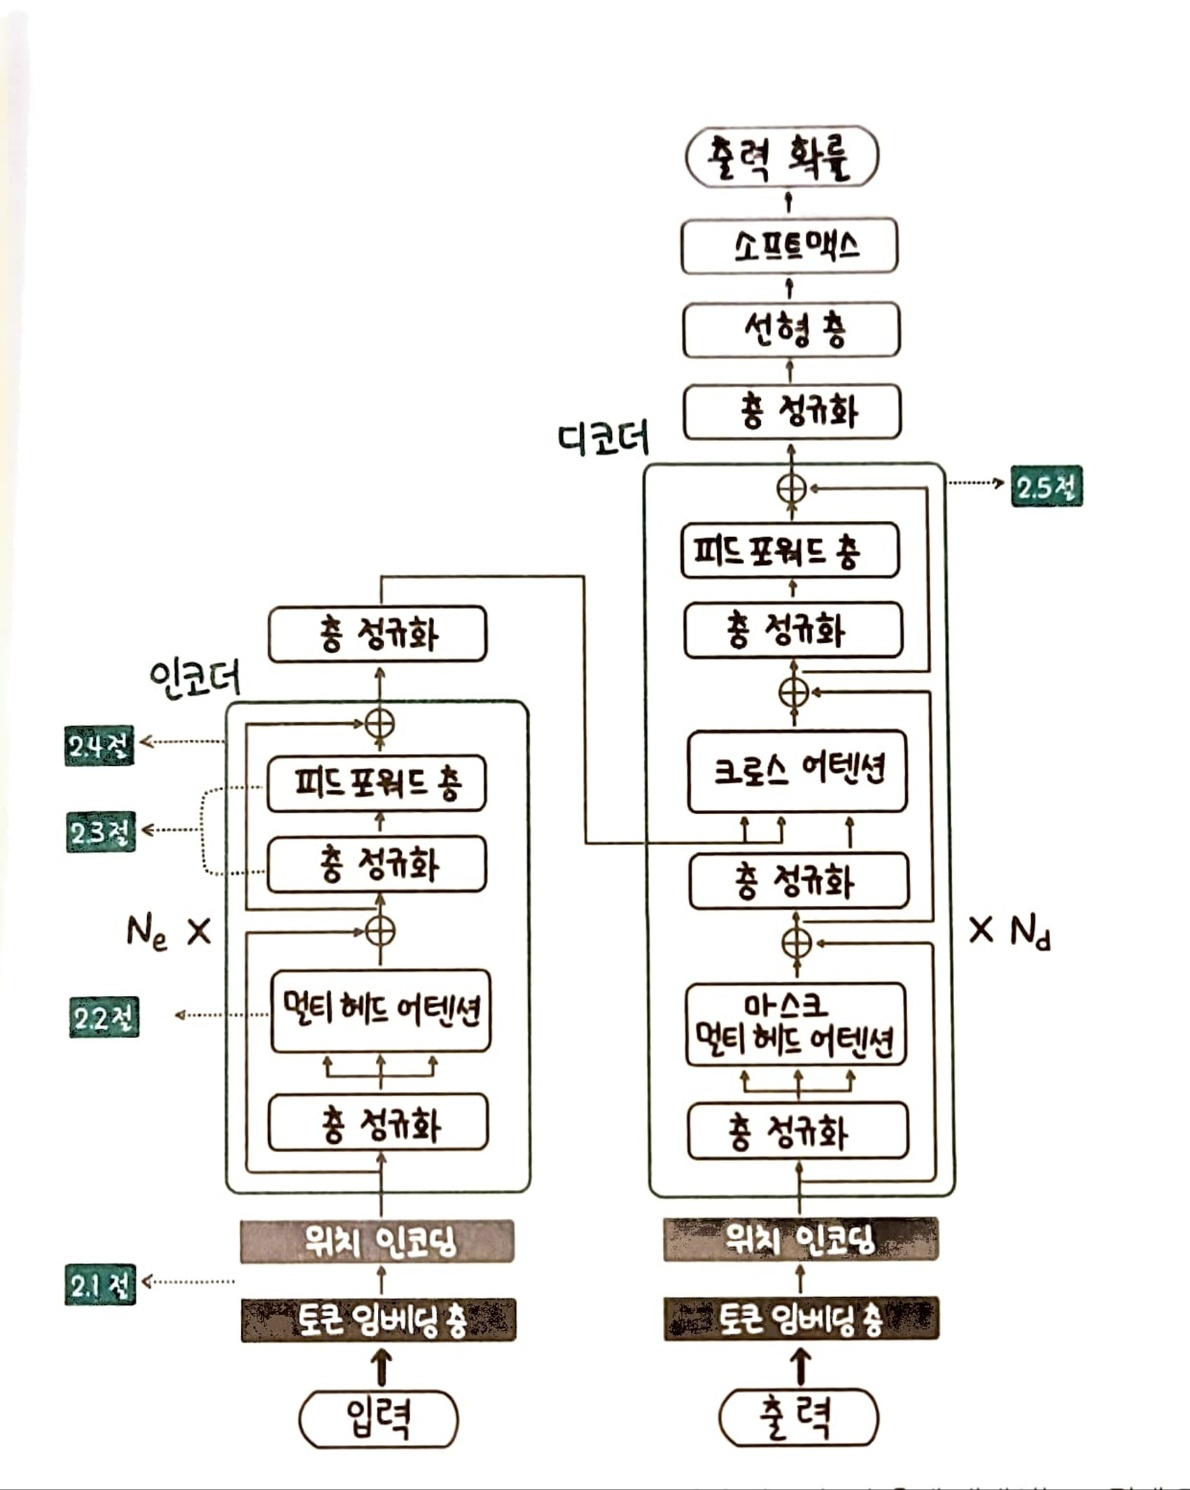 출력 확률
소프트맥스
선형 층
층 정규화
디코더
2.5절
피드 포워드 층
층 정규화
크로스 어텐션
층 정규화
× Nd
마스크
멀티 헤드 어텐션
층 정규화
위치 인코딩
토큰 임베딩 층
출력
층 정규화
인코더
2.4절
피드 포워드 층
2.3절
층 정규화
Ne ×
2.2절
멀티 헤드 어텐션
층 정규화
위치 인코딩
2.1절
토큰 임베딩 층
입력